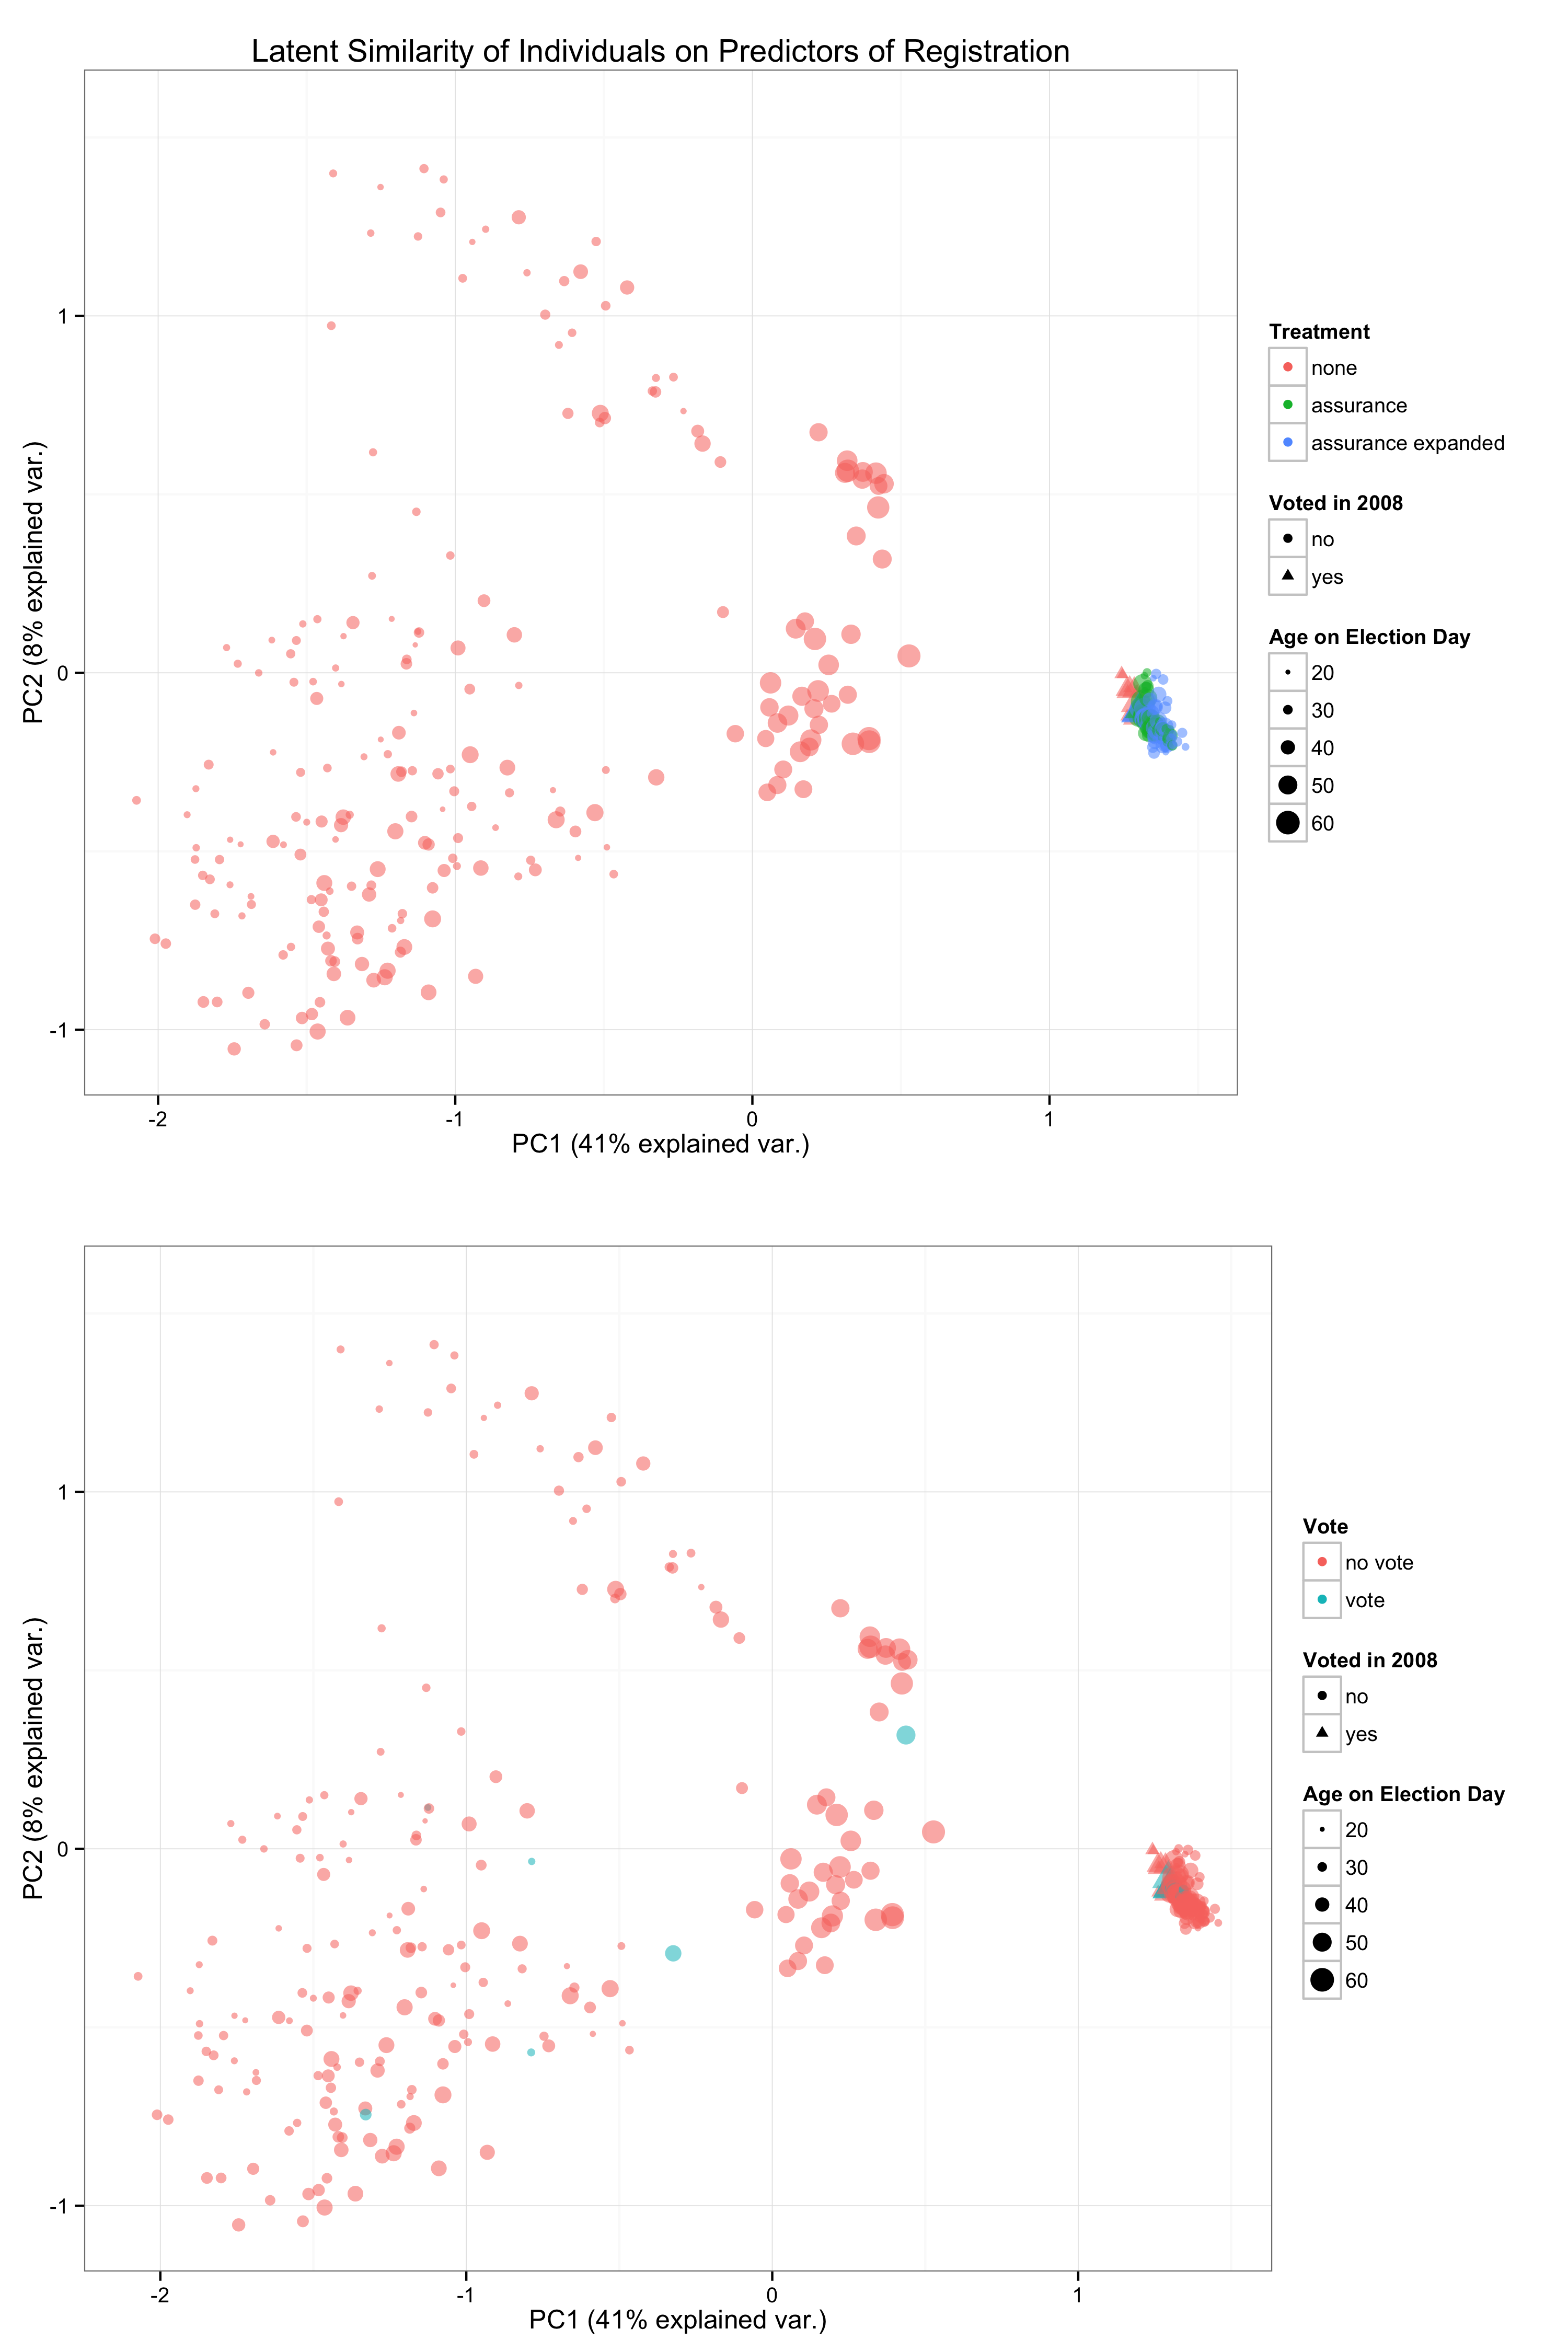 Latent Similarity of Individuals on Predictors of Registration
PC2 (8% explained var.)
1
0
-1
-2
-1
0
1
PC1 (41% explained var.)
Treatment
none
assurance
assurance expanded
Voted in 2008
no
yes
Age on Election Day
20
30
40
50
60
PC2 (8% explained var.)
1
0
-1
-2
-1
0
1
PC1 (41% explained var.)
Vote
no vote
vote
Voted in 2008
no
yes
Age on Election Day
20
30
40
50
60